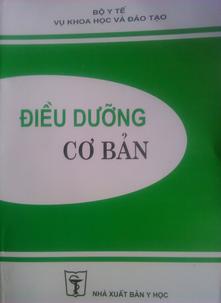 BỘ Y TẾ
VỤ KHOA HỌC VÀ ĐÀO TẠO
ĐIỀU DƯỠNG
CƠ BẢN
NHÀ XUẤT BẢN Y HỌC